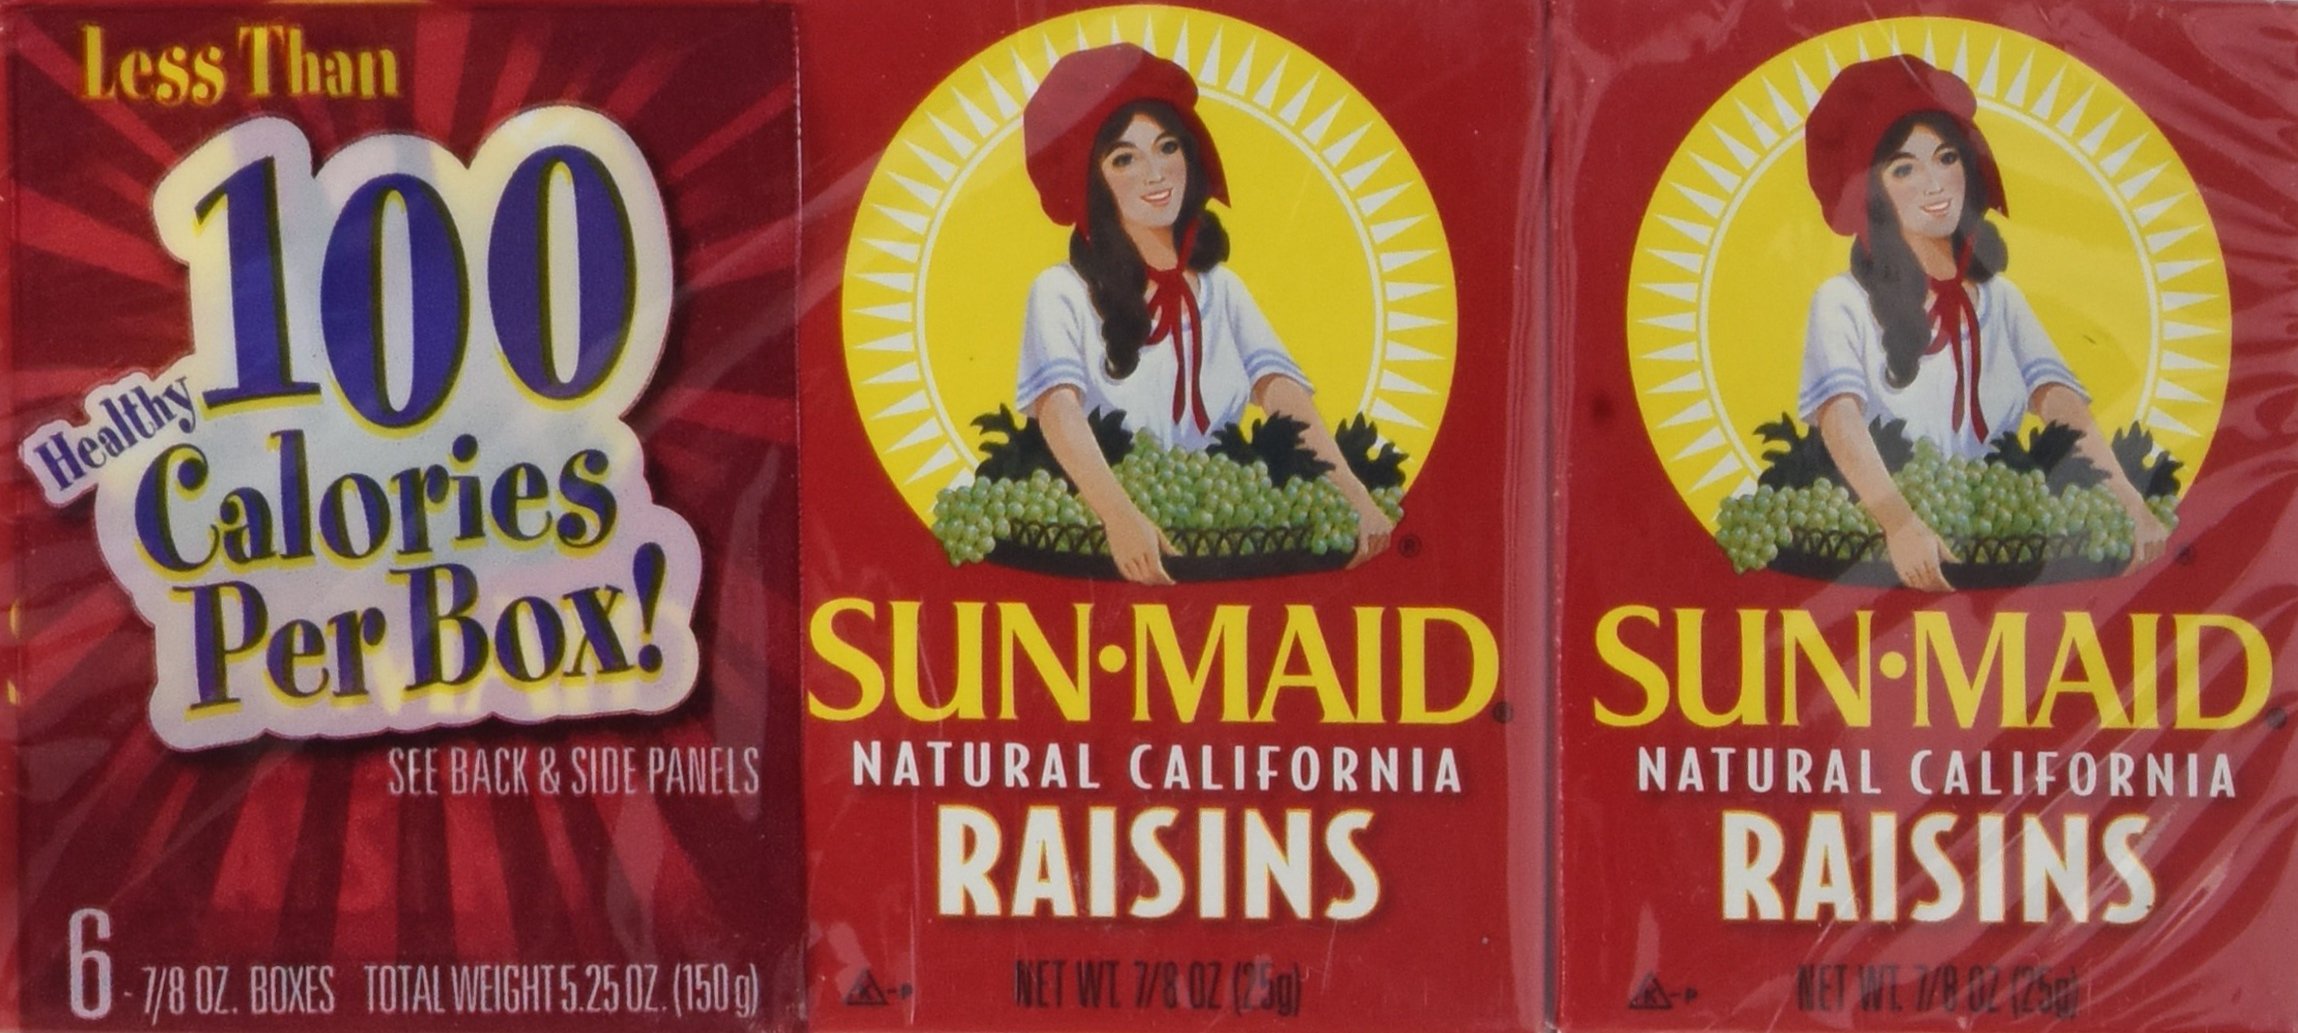 Less Than
100
Healthy
Calories
Per Box!
SEE BACK & SIDE PANELS
6 - 7/8 OZ. BOXES TOTAL WEIGHT 5.25 OZ. (150g)
®
SUN•MAID®
NATURAL CALIFORNIA
RAISINS
K-P
NET WT. 7/8 OZ (25g)
®
SUN•MAID®
NATURAL CALIFORNIA
RAISINS
K-P
NET WT. 7/8 OZ (25g)